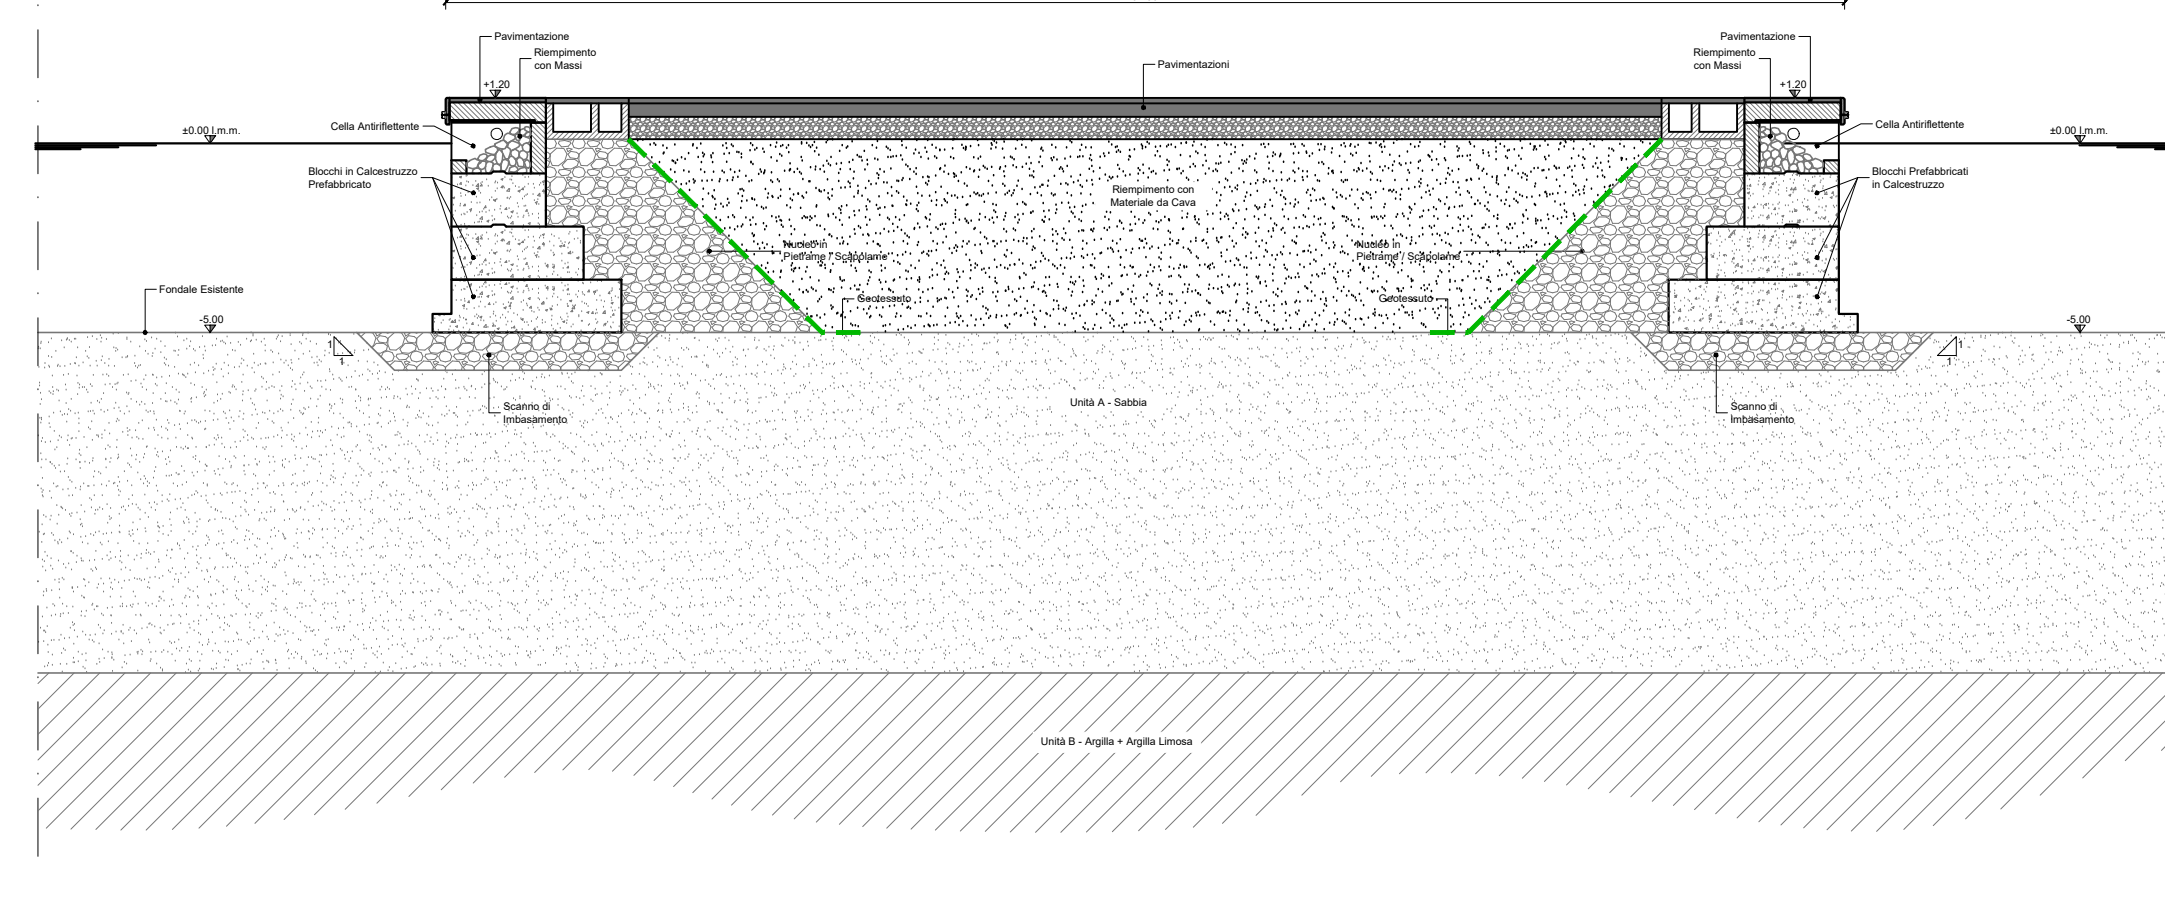 Pavimentazione
Riempimento
con Massi
+1.20
Pavimentazioni
Pavimentazione
Riempimento
con Massi
+1.20
±0.00 l.m.m.
Cella Antiriflettente
Cella Antiriflettente
±0.00 l.m.m.
Blocchi in Calcestruzzo
Prefabbricato
Riempimento con
Materiale da Cava
Blocchi Prefabbricati
in Calcestruzzo
Nucleo in
Pietrame / Scapolame
Nucleo in
Pietrame / Scapolame
Fondale Esistente
Geotessuto
Geotessuto
-5.00
-5.00
1
1
1
1
Scanno di
Imbasamento
Unità A - Sabbia
Scanno di
Imbasamento
Unità B - Argilla + Argilla Limosa